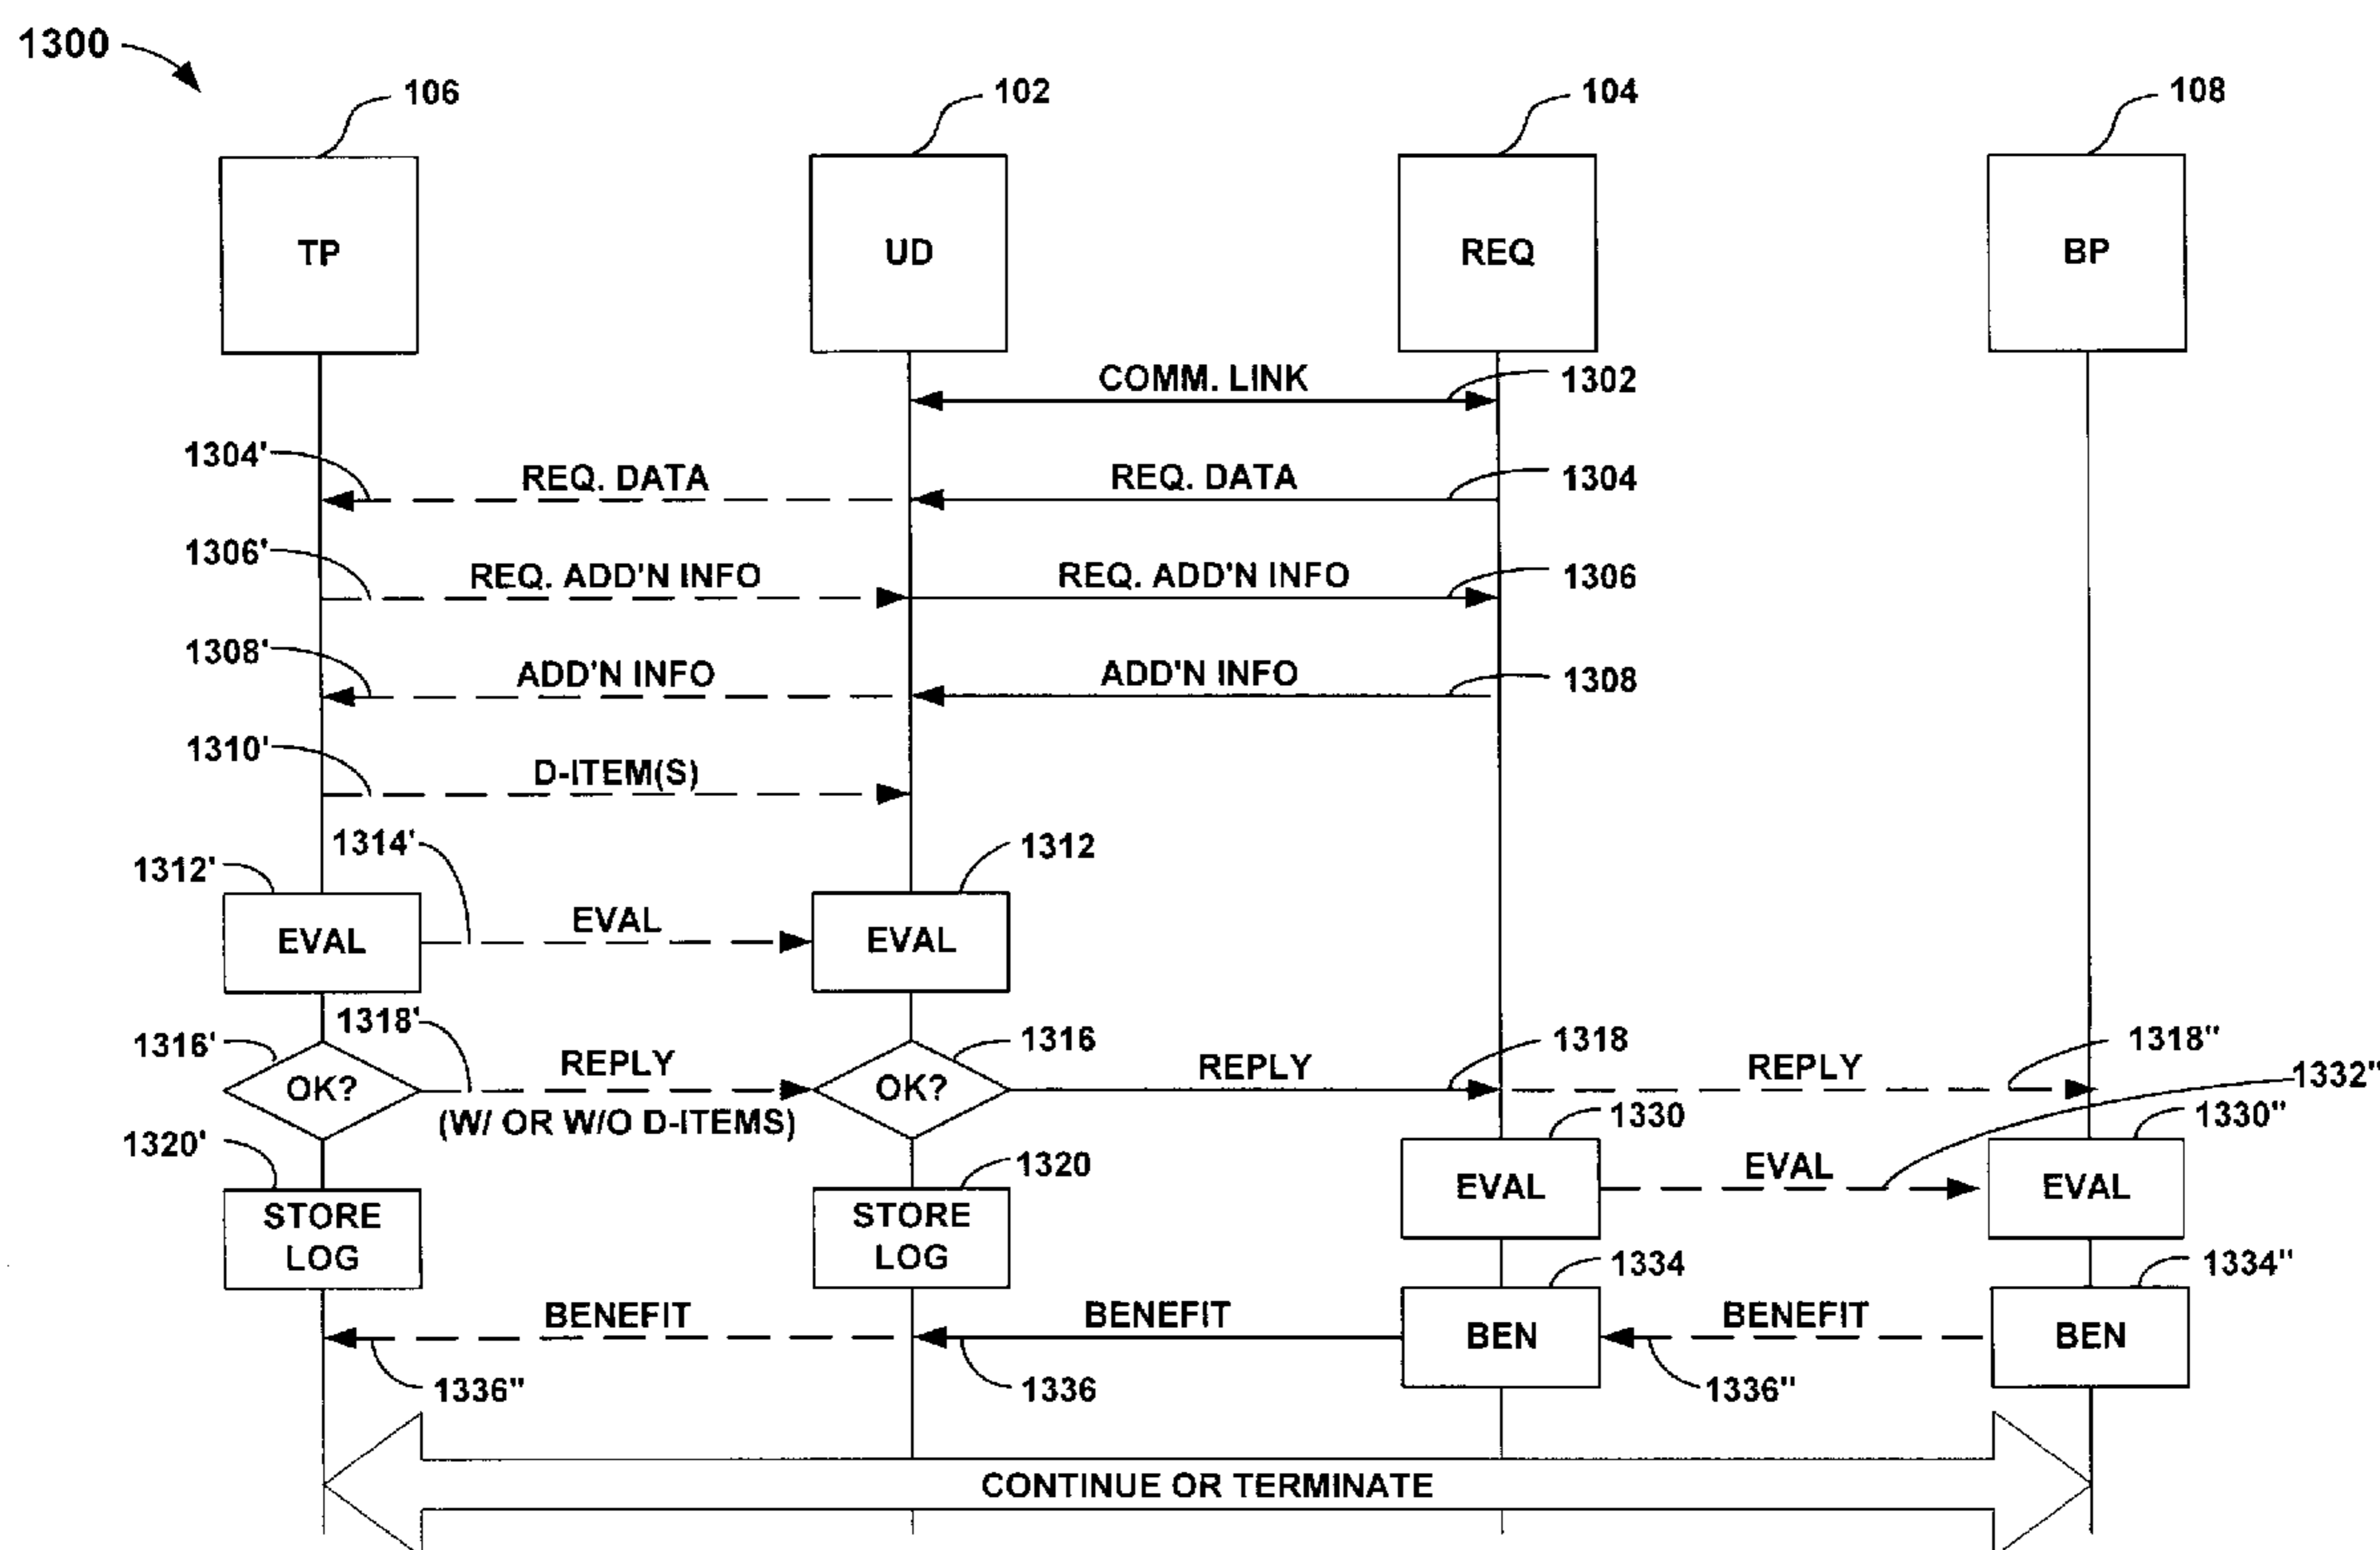 1300
106
102
104
108
TP
UD
REQ
BP
COMM. LINK
1302
1304'
REQ. DATA
REQ. DATA
1304
1306'
REQ. ADD'N INFO
REQ. ADD'N INFO
1306
1308'
ADD'N INFO
ADD'N INFO
1308
1310'
D-ITEM(S)
1314'
1312'
1312
EVAL
EVAL
EVAL
1318'
1316'
1316
1318
1318"
OK?
REPLY
(W/ OR W/O D-ITEMS)
OK?
REPLY
REPLY
1332"
1330
1330"
1320'
1320
EVAL
EVAL
EVAL
STORE
LOG
STORE
LOG
1334
1334"
BENEFIT
BENEFIT
BEN
BENEFIT
BEN
1336"
1336
1336"
CONTINUE OR TERMINATE